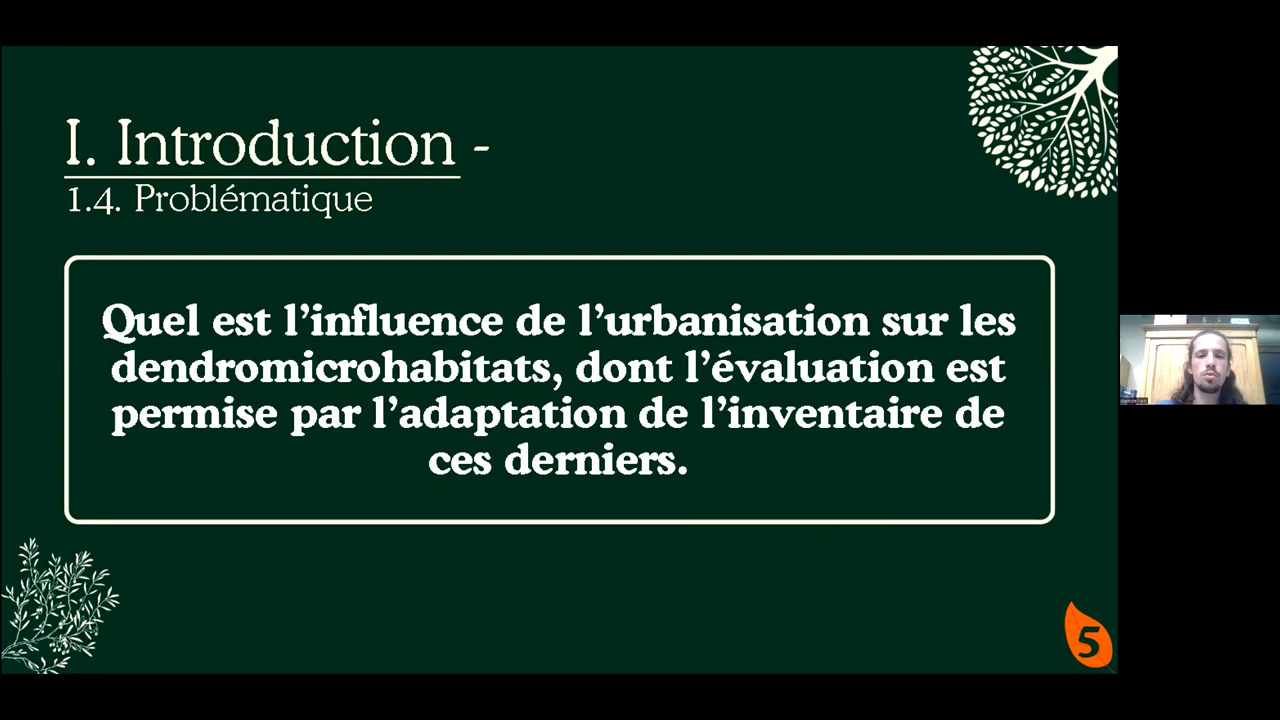 I. Introduction -
1.4. Problématique
Quel est l’influence de l’urbanisation sur les
dendromicrohabitats, dont l’évaluation est
permise par l’adaptation de l’inventaire de
ces derniers.
5